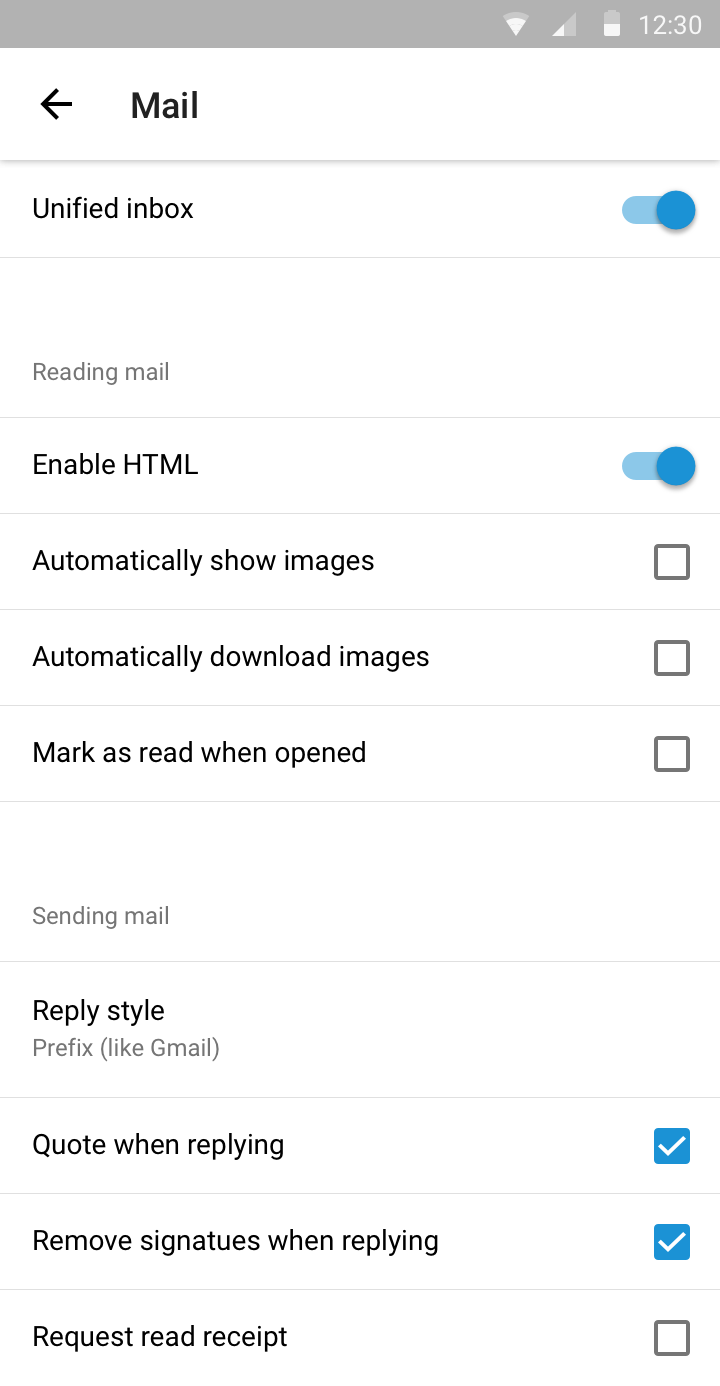 12:30
Mail
Unified inbox
Reading mail
Enable HTML
Automatically show images
Automatically download images
Mark as read when opened
Sending mail
Reply style
Prefix (like Gmail)
Quote when replying
Remove signatues when replying
Request read receipt